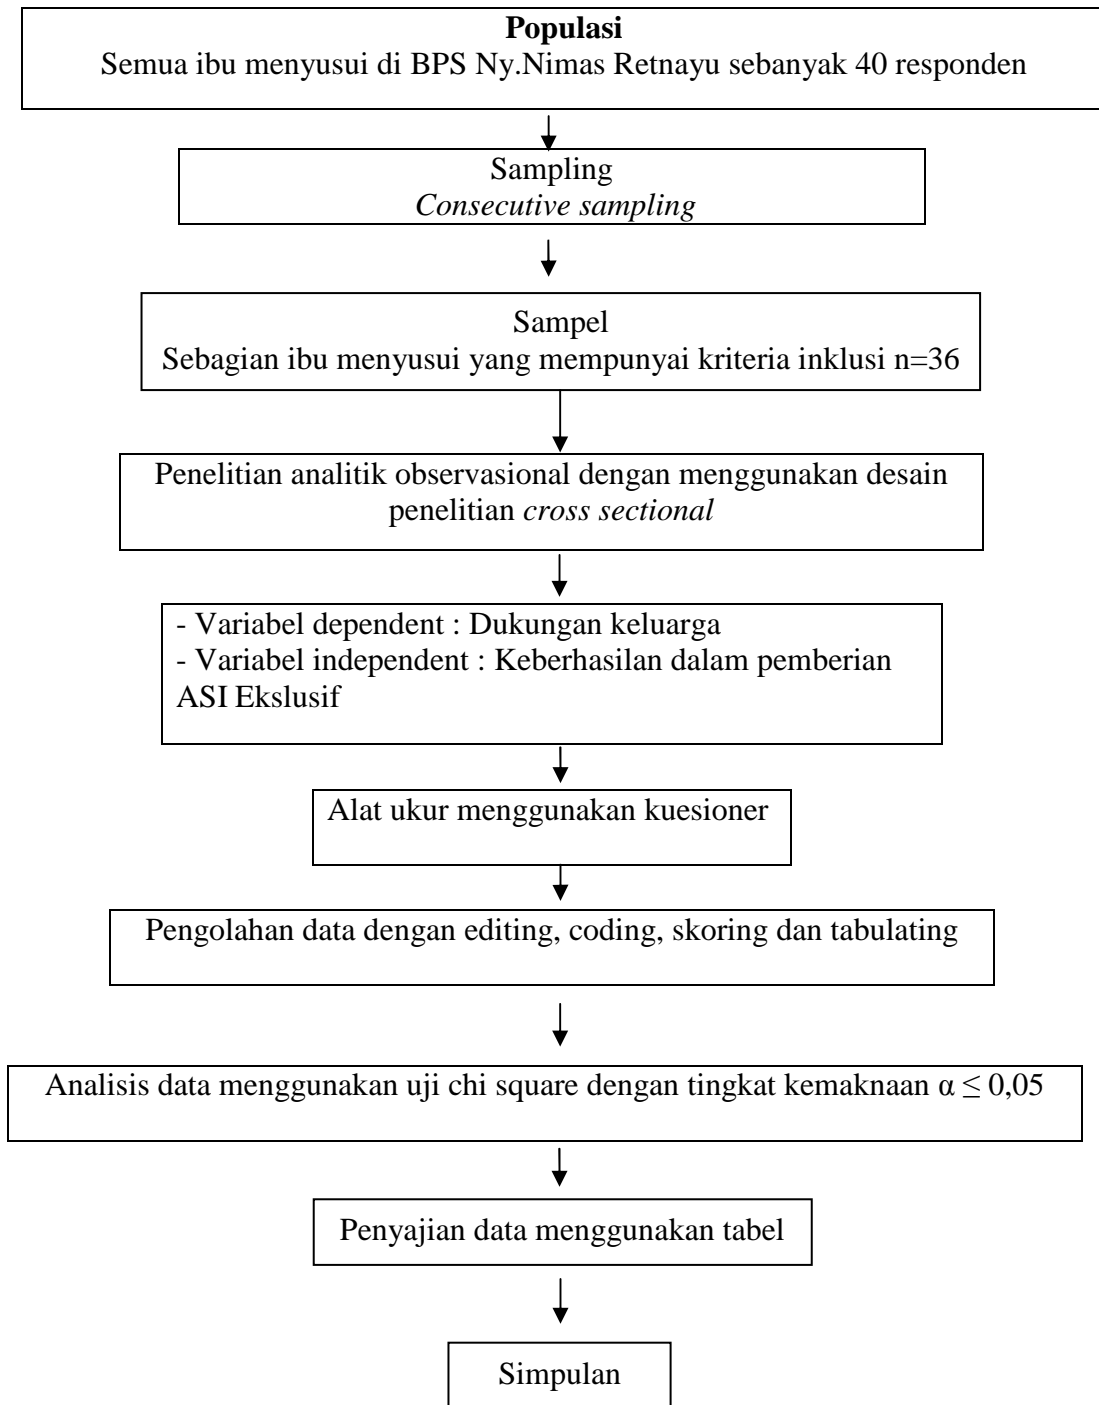 Populasi
Semua ibu menyusui di BPS Ny.Nimas Retnayu sebanyak 40 responden
Sampling
Consecutive sampling
Sampel
Sebagian ibu menyusui yang mempunyai kriteria inklusi n=36
Penelitian analitik observasional dengan menggunakan desain
penelitian cross sectional
- Variabel dependent : Dukungan keluarga
- Variabel independent : Keberhasilan dalam pemberian
ASI Ekslusif
Alat ukur menggunakan kuesioner
Pengolahan data dengan editing, coding, skoring dan tabulating
Analisis data menggunakan uji chi square dengan tingkat kemaknaan α ≤ 0,05
Penyajian data menggunakan tabel
Simpulan